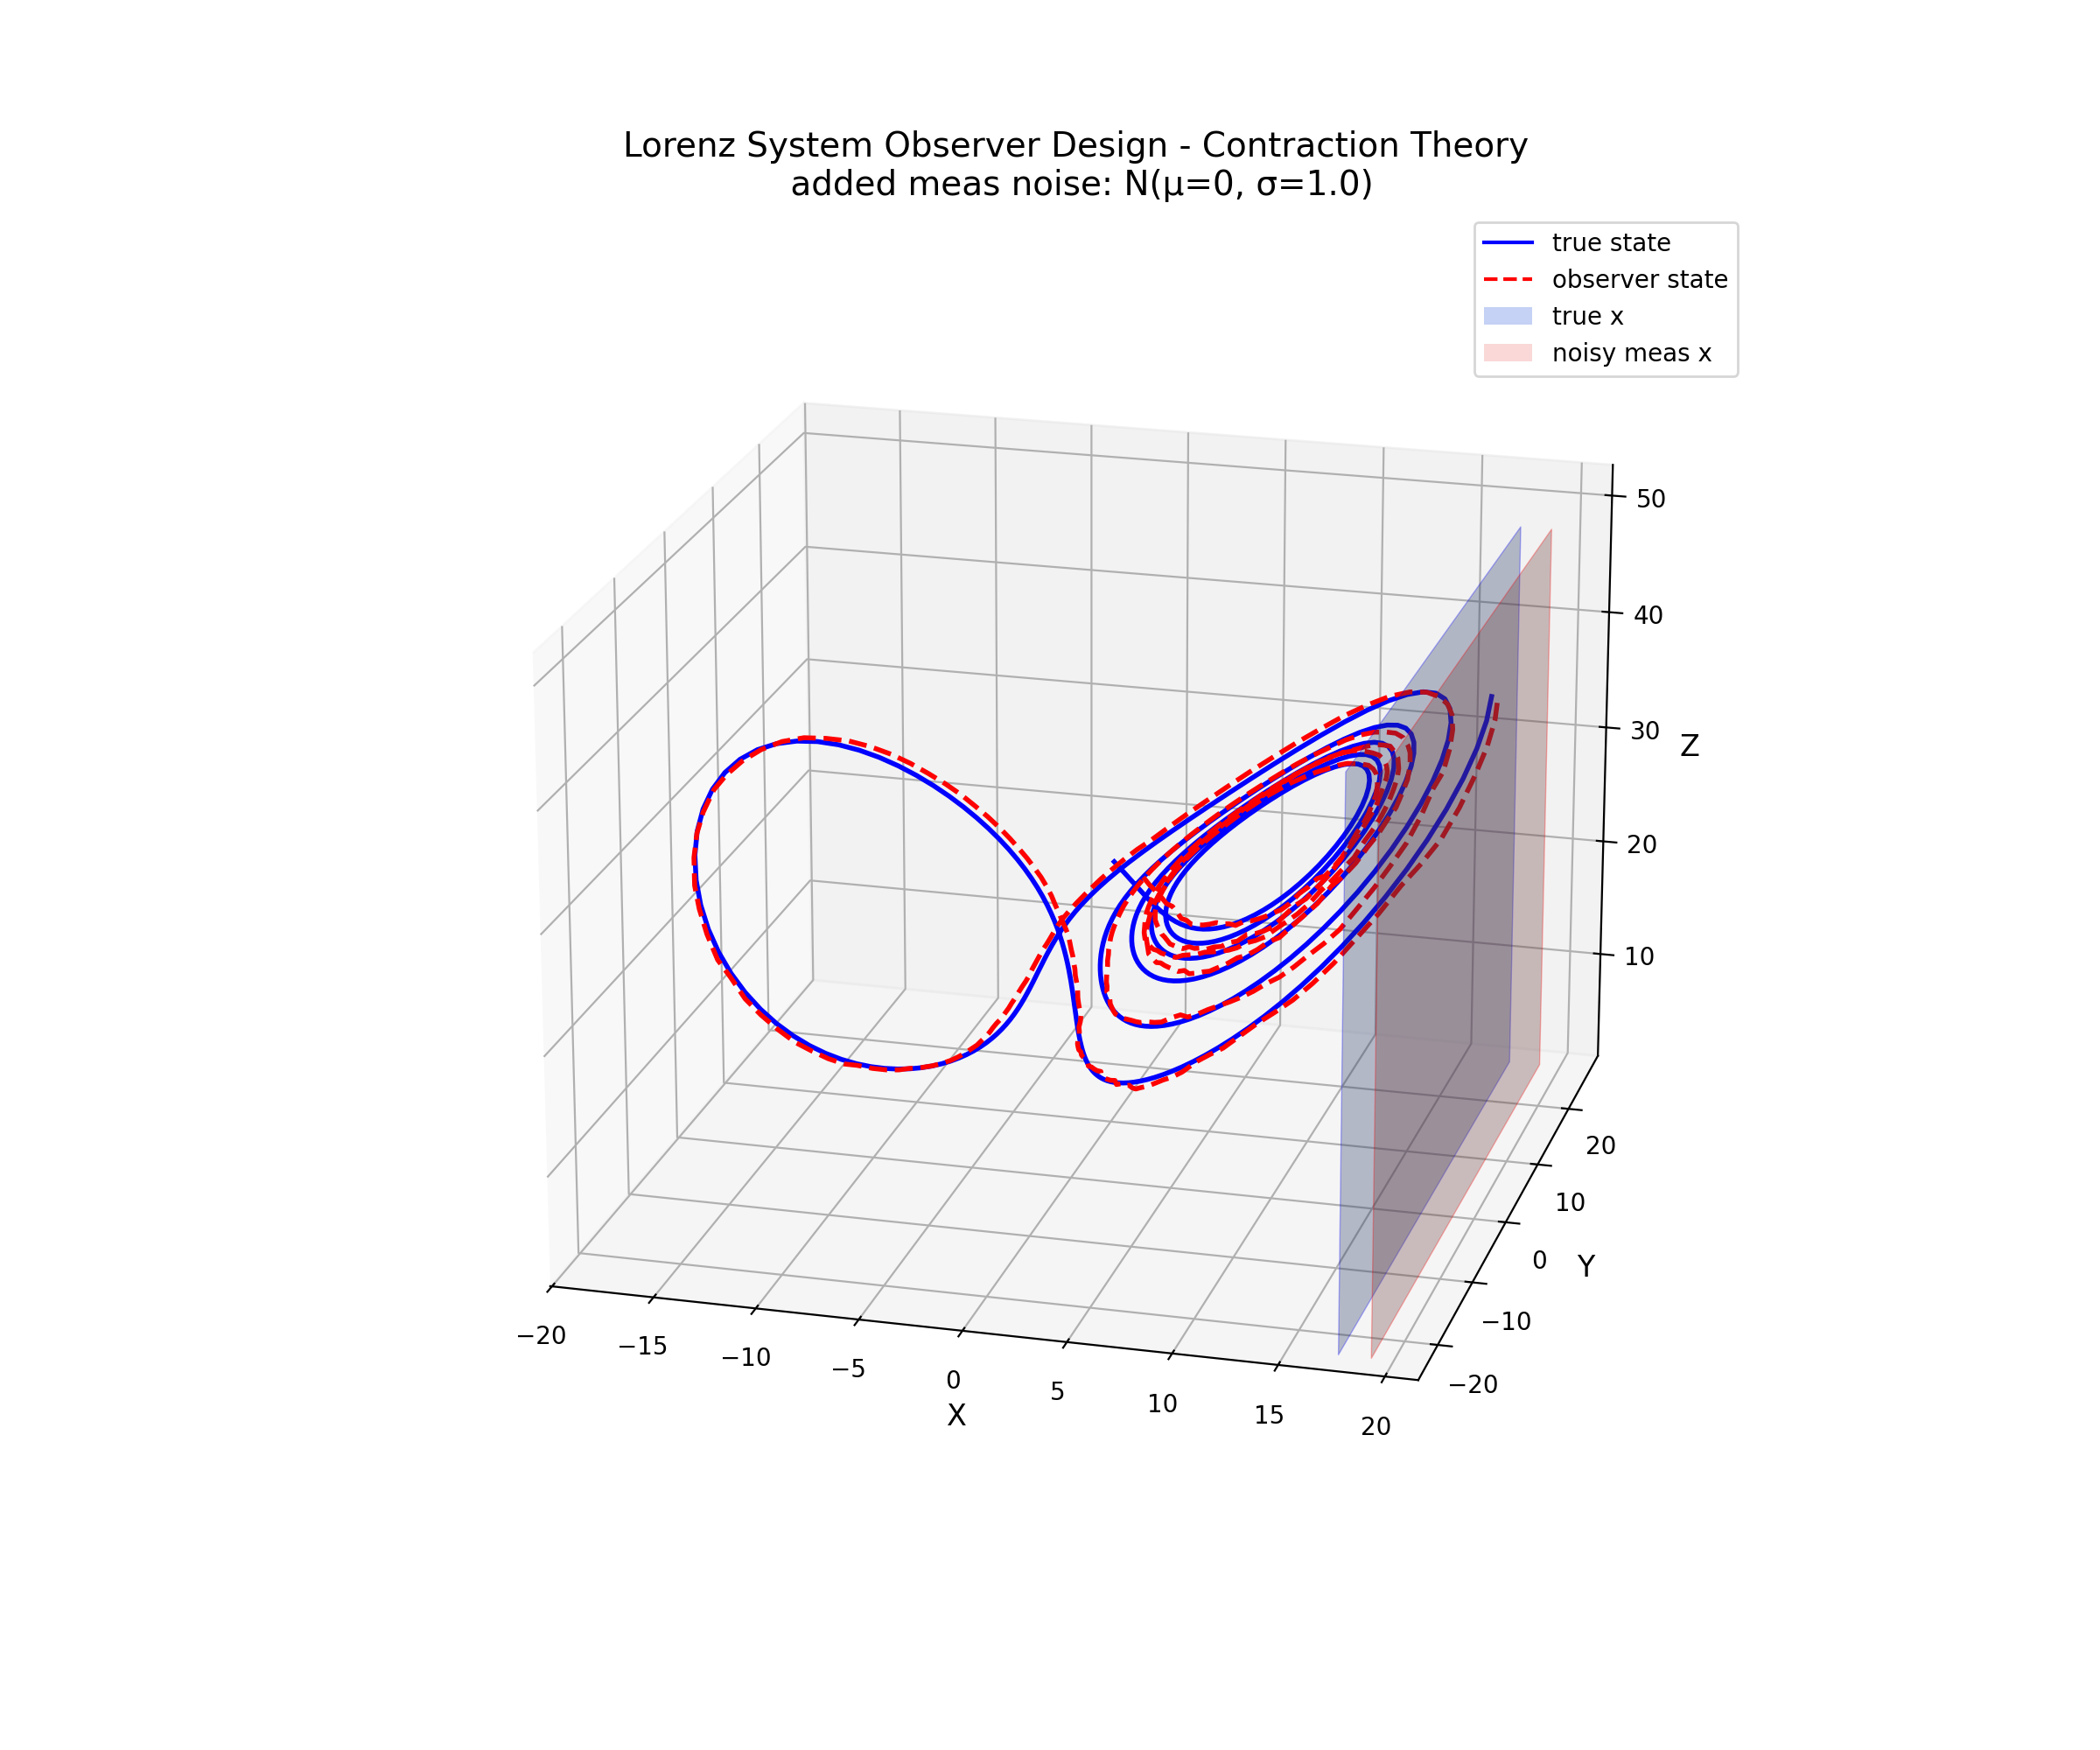 Lorenz System Observer Design - Contraction Theory
added meas noise: N(μ=0, σ=1.0)
true state
observer state
true x
noisy meas x
50
40
30
Z
20
10
20
10
0
Y
−10
−20
−20
−15
−10
−5
0
5
10
15
20
X